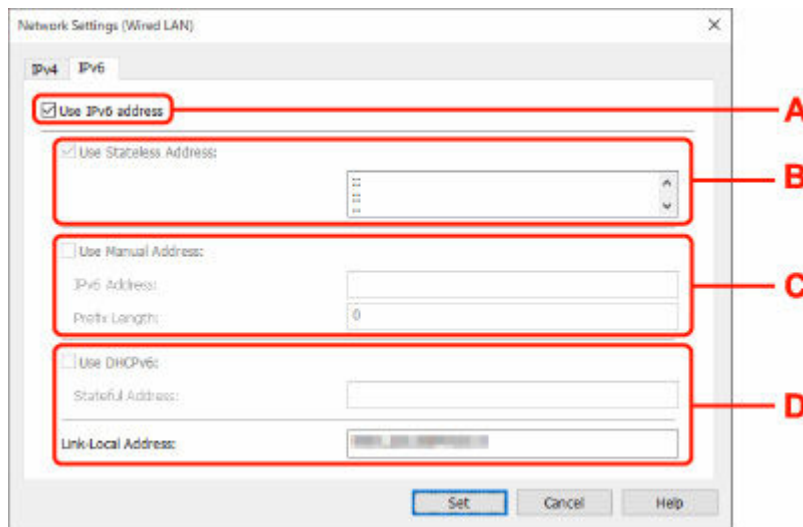 Network Settings (Wired LAN)
IPv4 IPv6
Use IPv6 address
A
Use Stateless Address:
::
::
::
B
Use Manual Address:
IPv6 Address:
Prefix Length: 0
C
Use DHCPv6:
Stateful Address:
D
Link-Local Address:
Set Cancel Help